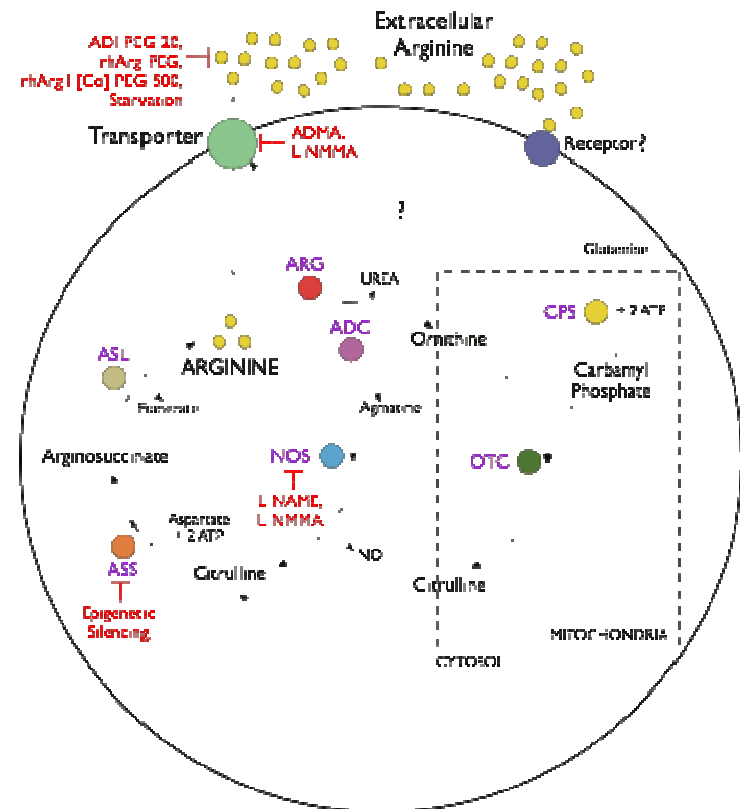 Extracellular
Arginine
ADI PEG 20,
rhArg PEG,
rhArg I [Co] PEG 500,
Starvation
Transporter
ADMA,
L NMMA
Receptor?
?
Glutamine
ARG
UREA
CPS
+ 2 ATP
ADC
Ornithine
ASL
ARGININE
Carbamyl
Phosphate
Fumerate
Agmatine
Arginosuccinate
NOS
OTC
L NAME,
L NMMA
Aspartate
+ 2 ATP
NO
ASS
Citrulline
Citrulline
Epigenetic
Silencing
MITOCHONDRIA
CYTOSOL